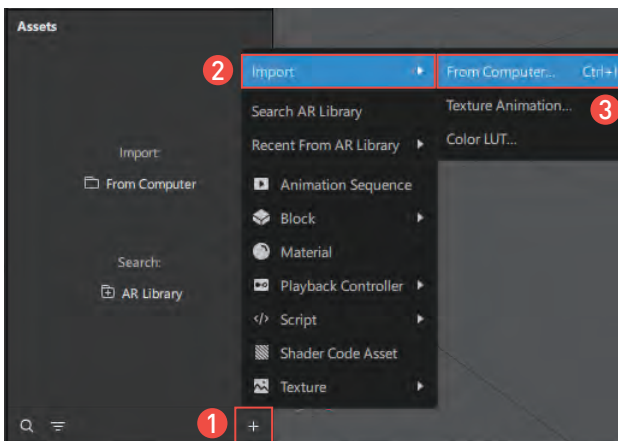 Assets
2
Import
From Computer... Ctrl+I
Search AR Library
Texture Animation...
3
Recent From AR Library
Color LUT...
Import:
From Computer
Animation Sequence
Block
Material
Search:
AR Library
Playback Controller
</> Script
Shader Code Asset
Texture
1
+